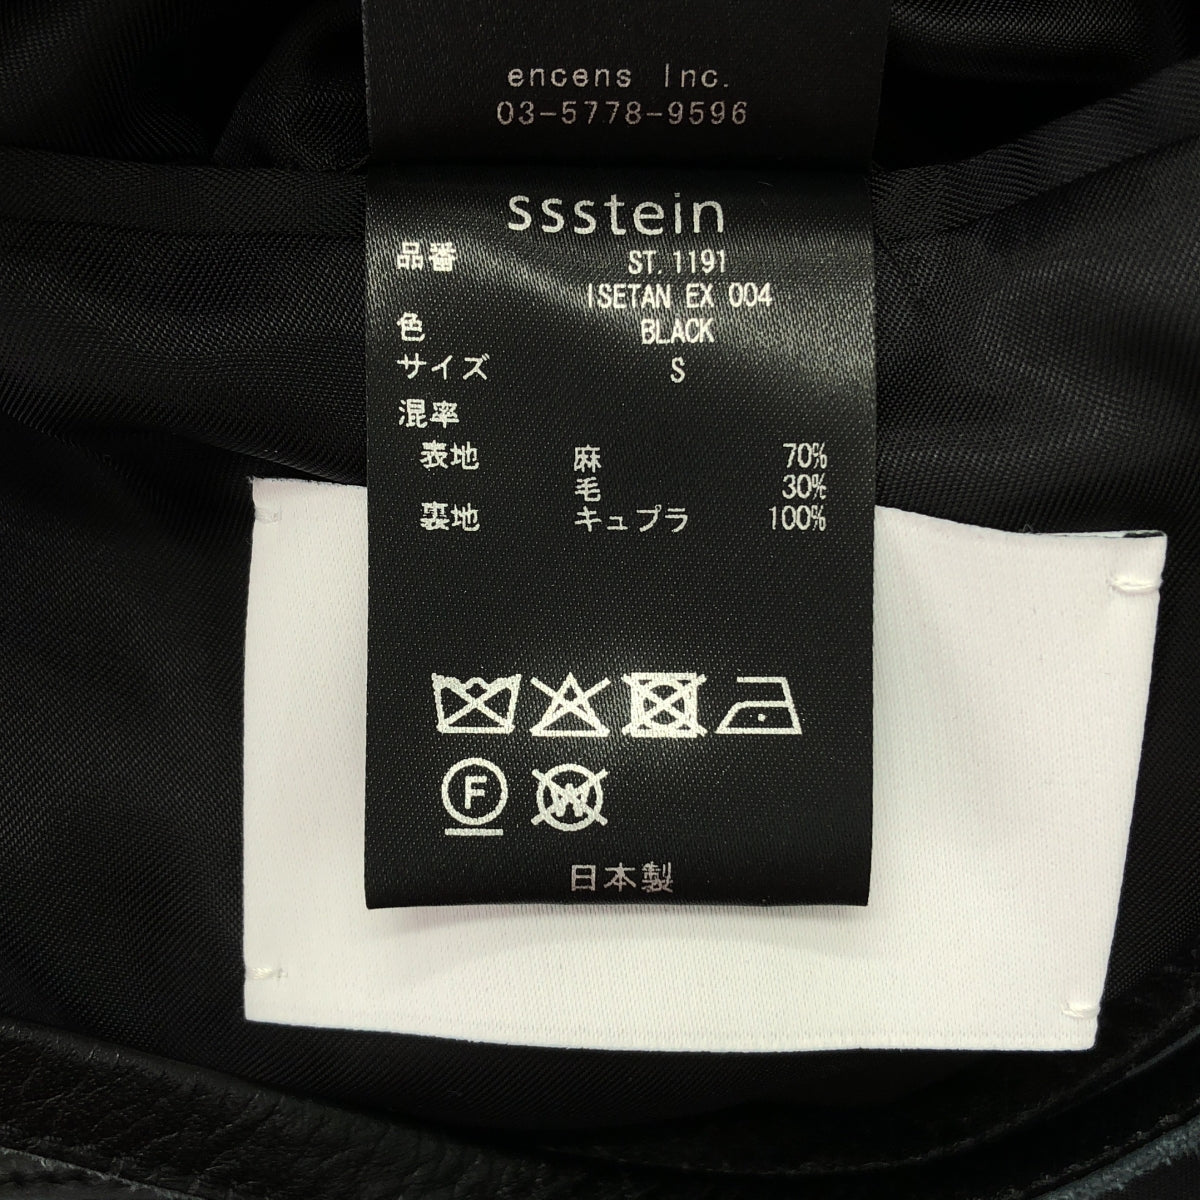 encens Inc.
03-5778-9596
ssstein
品番 ST.1191
ISETAN EX 004
色 BLACK
サイズ S
混率
表地 麻 70%
毛 30%
裏地 キュプラ 100%
F W
日本製